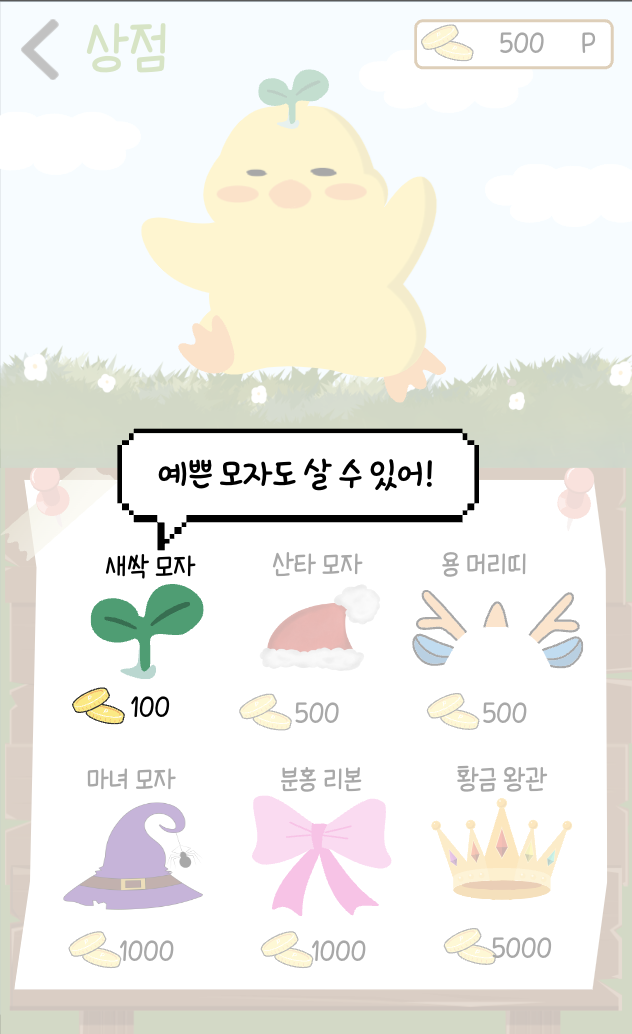 상점
500 P
예쁜 모자도 살 수 있어!
새싹 모자 산타 모자 용 머리띠
100 500 500
마녀 모자 분홍 리본 황금 왕관
1000 1000 5000